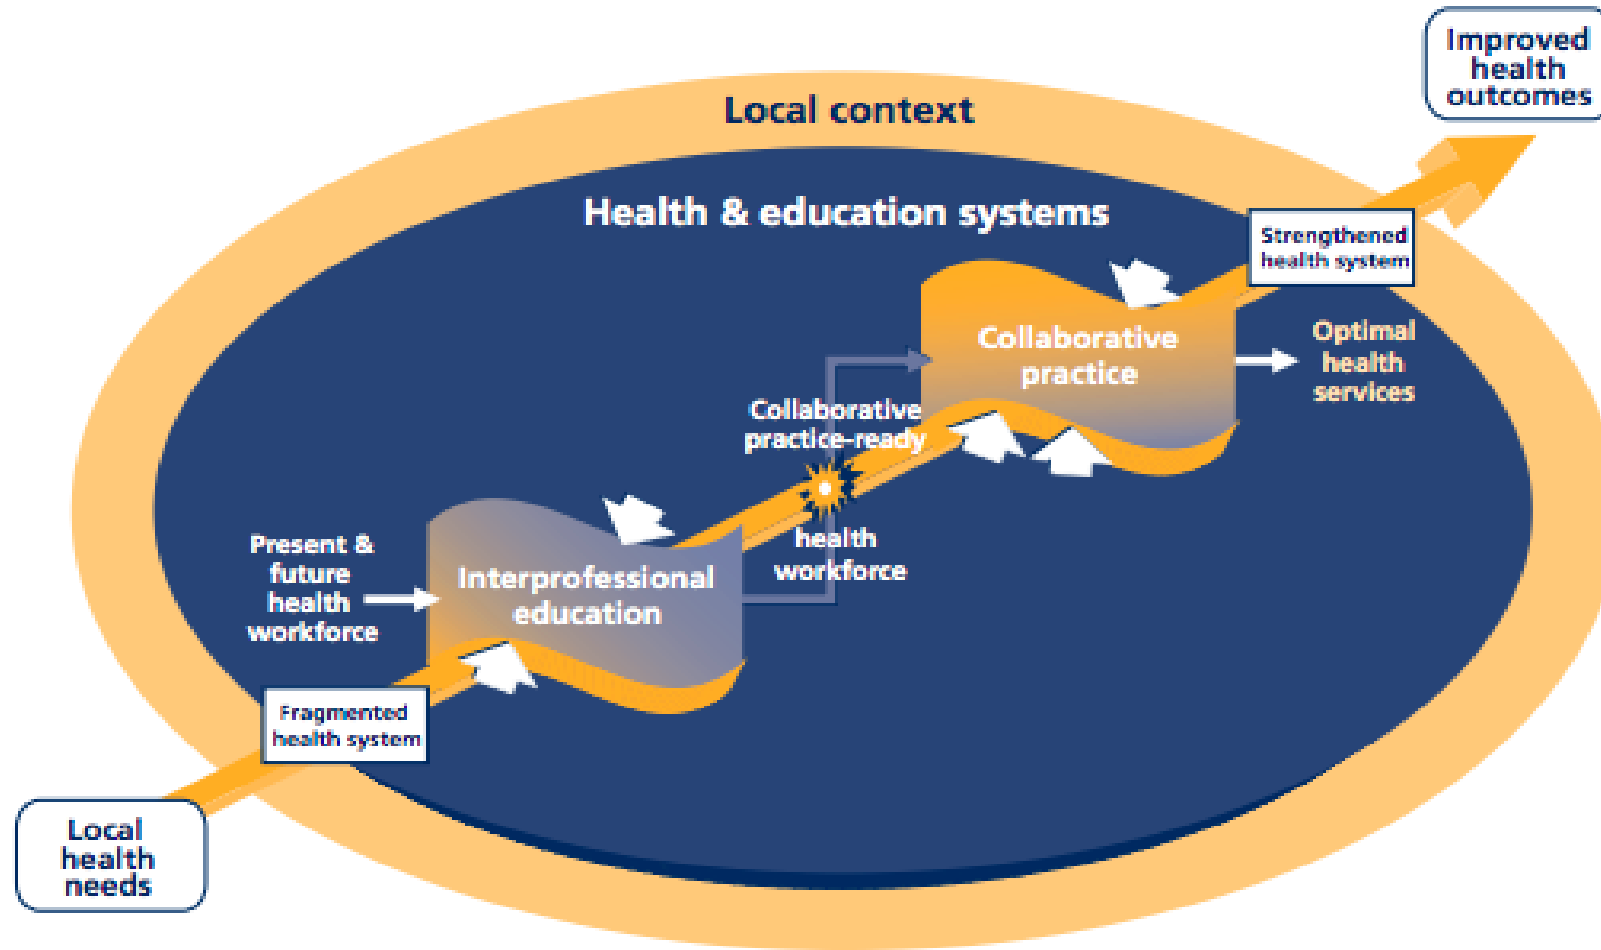 Improved
health
outcomes
Local context
Health & education systems
Strengthened
health system
Collaborative
practice
Optimal
health
services
Collaborative
practice-ready
health
workforce
Present &
future
health
workforce
Interprofessional
education
Fragmented
health system
Local
health
needs